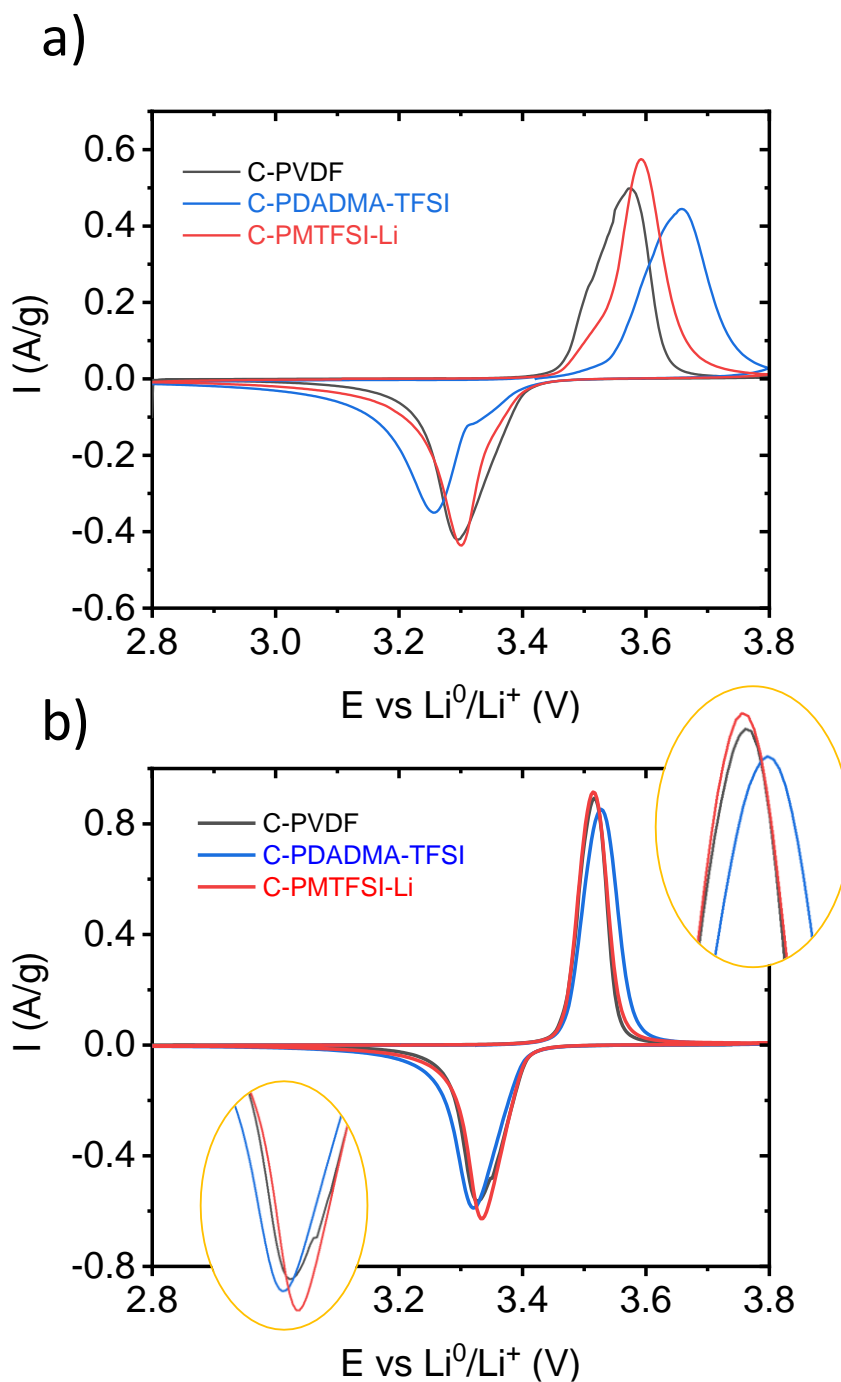 a)
0.6
0.4
0.2
0.0
-0.2
-0.4
-0.6
I (A/g)
C-PVDF
C-PDADMA-TFSI
C-PMTFSI-Li
2.8 3.0 3.2 3.4 3.6 3.8
E vs Li⁰/Li⁺ (V)
b)
0.8
0.4
0.0
-0.4
-0.8
I (A/g)
C-PVDF
C-PDADMA-TFSI
C-PMTFSI-Li
2.8 3.2 3.4 3.6 3.8
E vs Li⁰/Li⁺ (V)